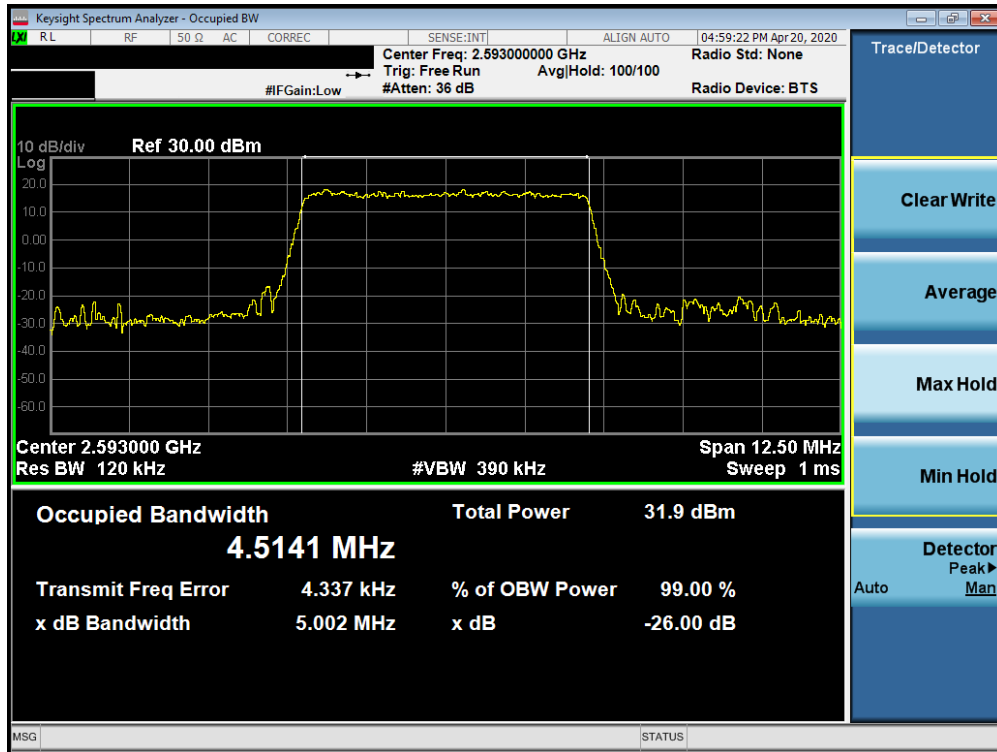 Keysight Spectrum Analyzer - Occupied BW
LXI RL RF 50 Ω AC CORREC SENSE:INT ALIGN AUTO 04:59:22 PM Apr 20, 2020
Center Freq: 2.593000000 GHz Radio Std: None
Trig: Free Run Avg|Hold: 100/100
#IFGain:Low #Atten: 36 dB Radio Device: BTS
10 dB/div Ref 30.00 dBm
Log
20.0
10.0
0.00
-10.0
-20.0
-30.0
-40.0
-50.0
-60.0
Center 2.593000 GHz Span 12.50 MHz
Res BW 120 kHz #VBW 390 kHz Sweep 1 ms
Occupied Bandwidth Total Power 31.9 dBm
4.5141 MHz
Transmit Freq Error 4.337 kHz % of OBW Power 99.00 %
x dB Bandwidth 5.002 MHz x dB -26.00 dB
MSG STATUS
Trace/Detector
Clear Write
Average
Max Hold
Min Hold
Detector
Peak▶
Auto Man